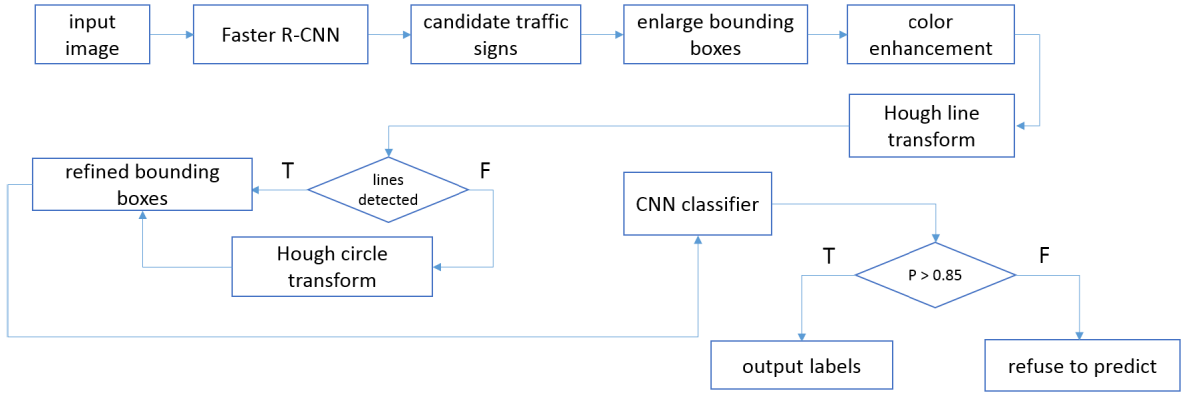 input
image
Faster R-CNN
candidate traffic
signs
enlarge bounding
boxes
color
enhancement
Hough line
transform
lines
detected
T
F
refined bounding
boxes
Hough circle
transform
CNN classifier
P > 0.85
T
F
output labels
refuse to predict